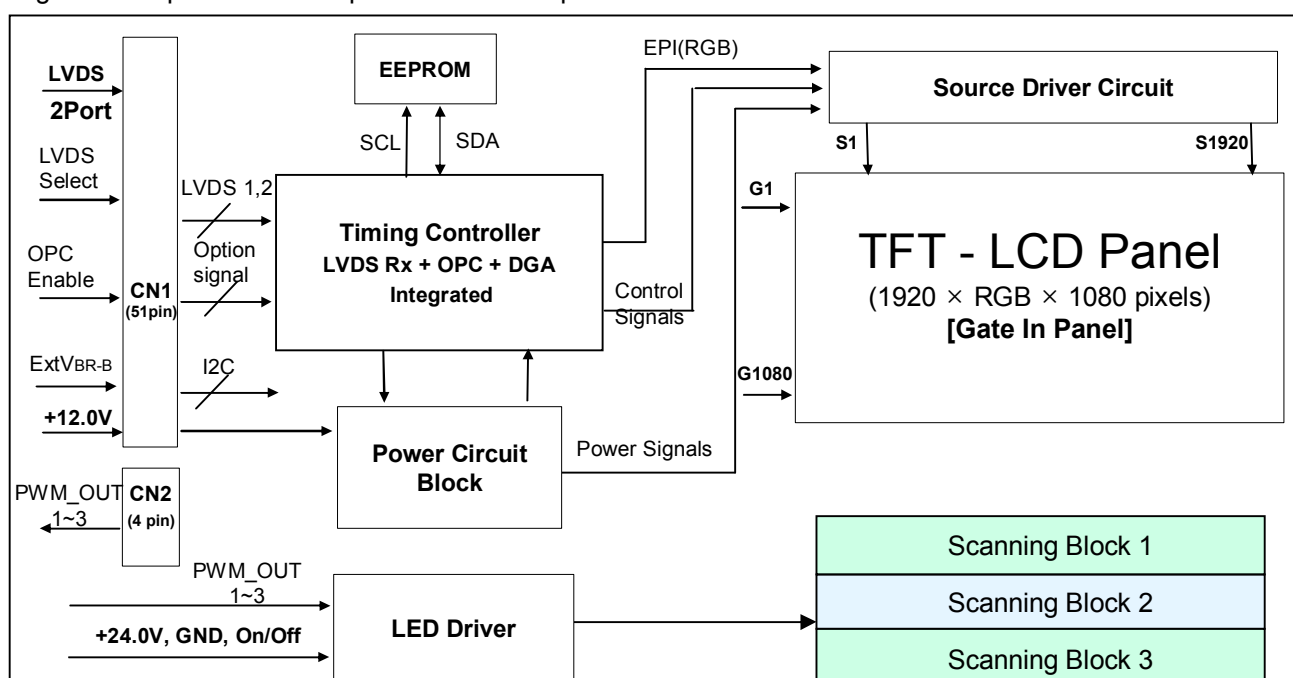 EPI(RGB)
LVDS
2Port
EEPROM
Source Driver Circuit
SCL
SDA
S1
S1920
LVDS
Select
LVDS 1,2
G1
Timing Controller
LVDS Rx + OPC + DGA
Integrated
TFT - LCD Panel
(1920 × RGB × 1080 pixels)
[Gate In Panel]
OPC
Enable
Option
signal
CN1
(51pin)
Control
Signals
ExtVBR-B
I2C
G1080
+12.0V
Power Circuit
Block
Power Signals
PWM_OUT
1~3
CN2
(4 pin)
Scanning Block 1
PWM_OUT
1~3
Scanning Block 2
+24.0V, GND, On/Off
LED Driver
Scanning Block 3